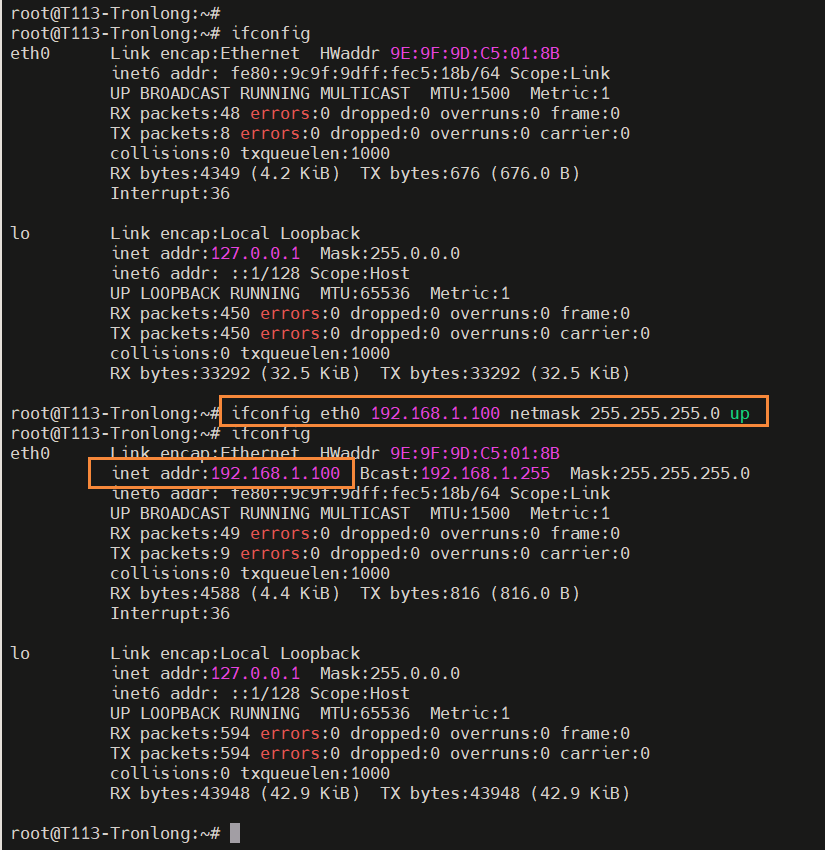 root@T113-Tronlong:~#
root@T113-Tronlong:~# ifconfig
eth0      Link encap:Ethernet  HWaddr 9E:9F:9D:C5:01:8B
          inet6 addr: fe80::9c9f:9dff:fec5:18b/64 Scope:Link
          UP BROADCAST RUNNING MULTICAST  MTU:1500  Metric:1
          RX packets:48 errors:0 dropped:0 overruns:0 frame:0
          TX packets:8 errors:0 dropped:0 overruns:0 carrier:0
          collisions:0 txqueuelen:1000
          RX bytes:4349 (4.2 KiB)  TX bytes:676 (676.0 B)
          Interrupt:36

lo        Link encap:Local Loopback
          inet addr:127.0.0.1  Mask:255.0.0.0
          inet6 addr: ::1/128 Scope:Host
          UP LOOPBACK RUNNING  MTU:65536  Metric:1
          RX packets:450 errors:0 dropped:0 overruns:0 frame:0
          TX packets:450 errors:0 dropped:0 overruns:0 carrier:0
          collisions:0 txqueuelen:1000
          RX bytes:33292 (32.5 KiB)  TX bytes:33292 (32.5 KiB)

root@T113-Tronlong:~# ifconfig eth0 192.168.1.100 netmask 255.255.255.0 up
root@T113-Tronlong:~# ifconfig
eth0      Link encap:Ethernet  HWaddr 9E:9F:9D:C5:01:8B
          inet addr:192.168.1.100  Bcast:192.168.1.255  Mask:255.255.255.0
          inet6 addr: fe80::9c9f:9dff:fec5:18b/64 Scope:Link
          UP BROADCAST RUNNING MULTICAST  MTU:1500  Metric:1
          RX packets:49 errors:0 dropped:0 overruns:0 frame:0
          TX packets:9 errors:0 dropped:0 overruns:0 carrier:0
          collisions:0 txqueuelen:1000
          RX bytes:4588 (4.4 KiB)  TX bytes:816 (816.0 B)
          Interrupt:36

lo        Link encap:Local Loopback
          inet addr:127.0.0.1  Mask:255.0.0.0
          inet6 addr: ::1/128 Scope:Host
          UP LOOPBACK RUNNING  MTU:65536  Metric:1
          RX packets:594 errors:0 dropped:0 overruns:0 frame:0
          TX packets:594 errors:0 dropped:0 overruns:0 carrier:0
          collisions:0 txqueuelen:1000
          RX bytes:43948 (42.9 KiB)  TX bytes:43948 (42.9 KiB)

root@T113-Tronlong:~#